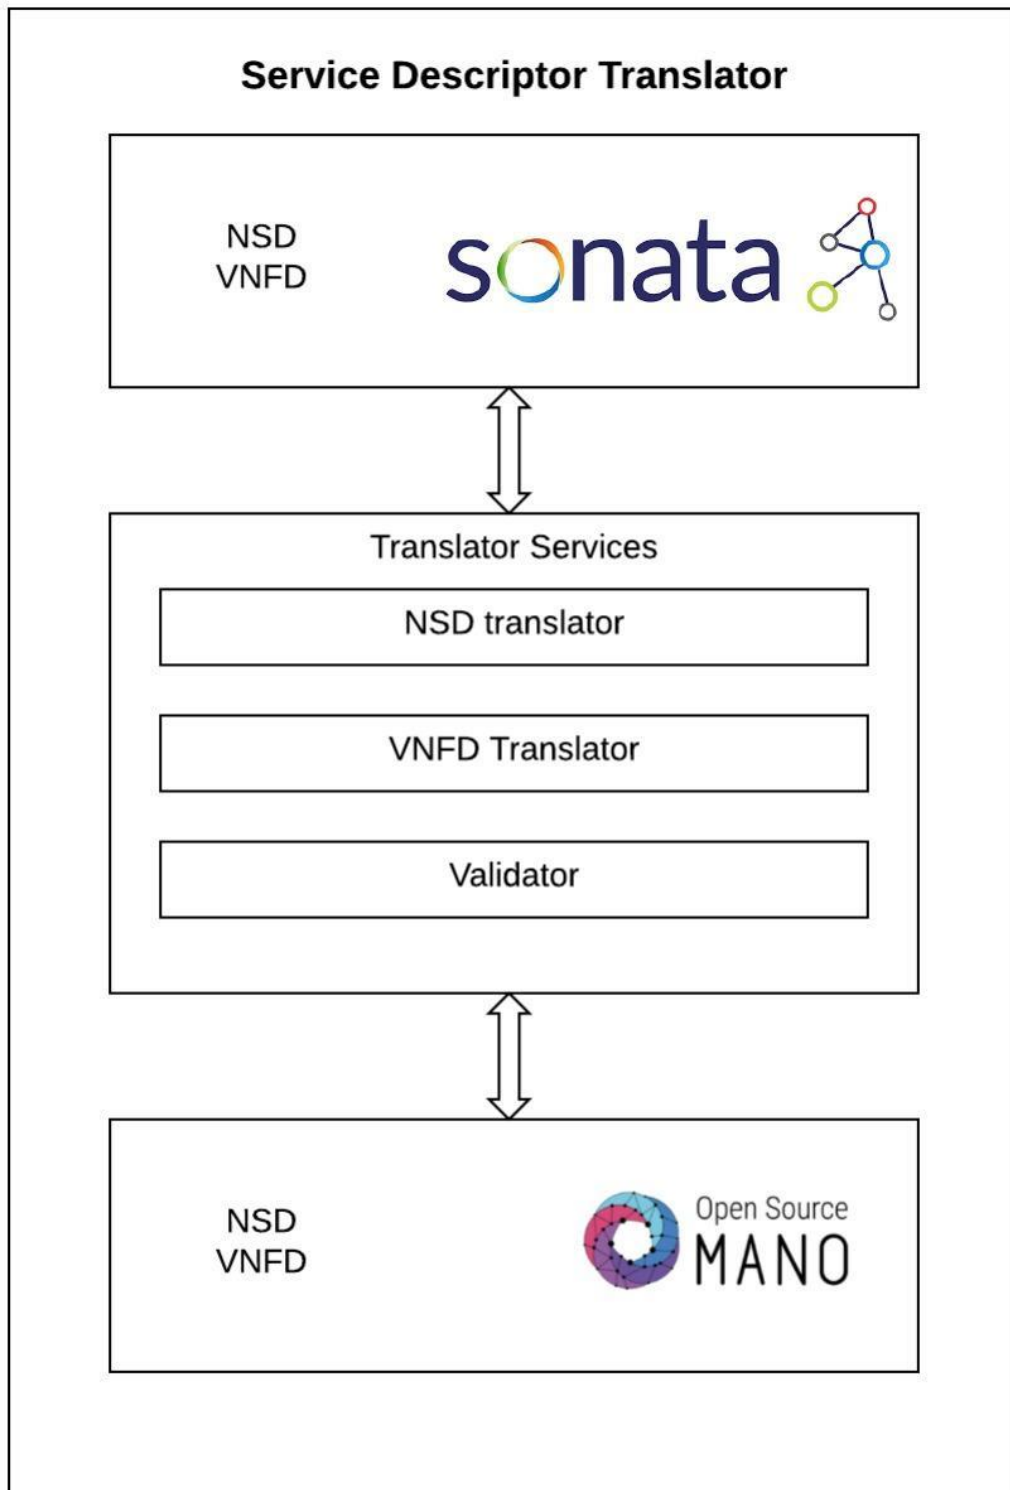 Service Descriptor Translator
NSD
VNFD
sonata
Translator Services
NSD translator
VNFD Translator
Validator
NSD
VNFD
Open Source
MANO